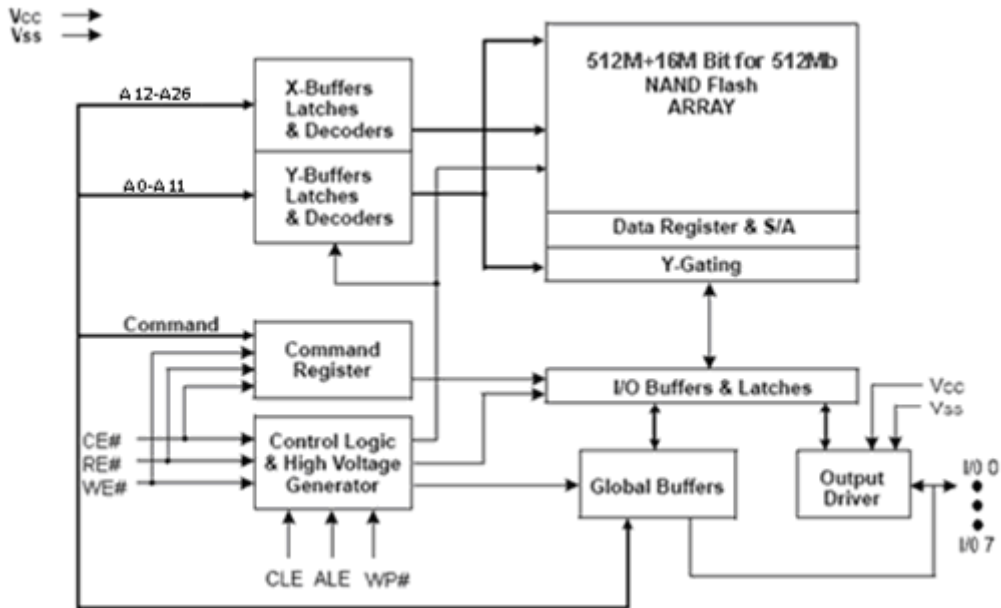 Vcc
Vss
A12-A26
X-Buffers
Latches
& Decoders
A0-A11
Y-Buffers
Latches
& Decoders
512M+16M Bit for 512Mb
NAND Flash
ARRAY
Data Register & S/A
Y-Gating
Command
Command
Register
I/O Buffers & Latches
Vcc
Vss
CE#
RE#
WE#
Control Logic
& High Voltage
Generator
Global Buffers
Output
Driver
I/0 0
I/0 7
CLE ALE WP#